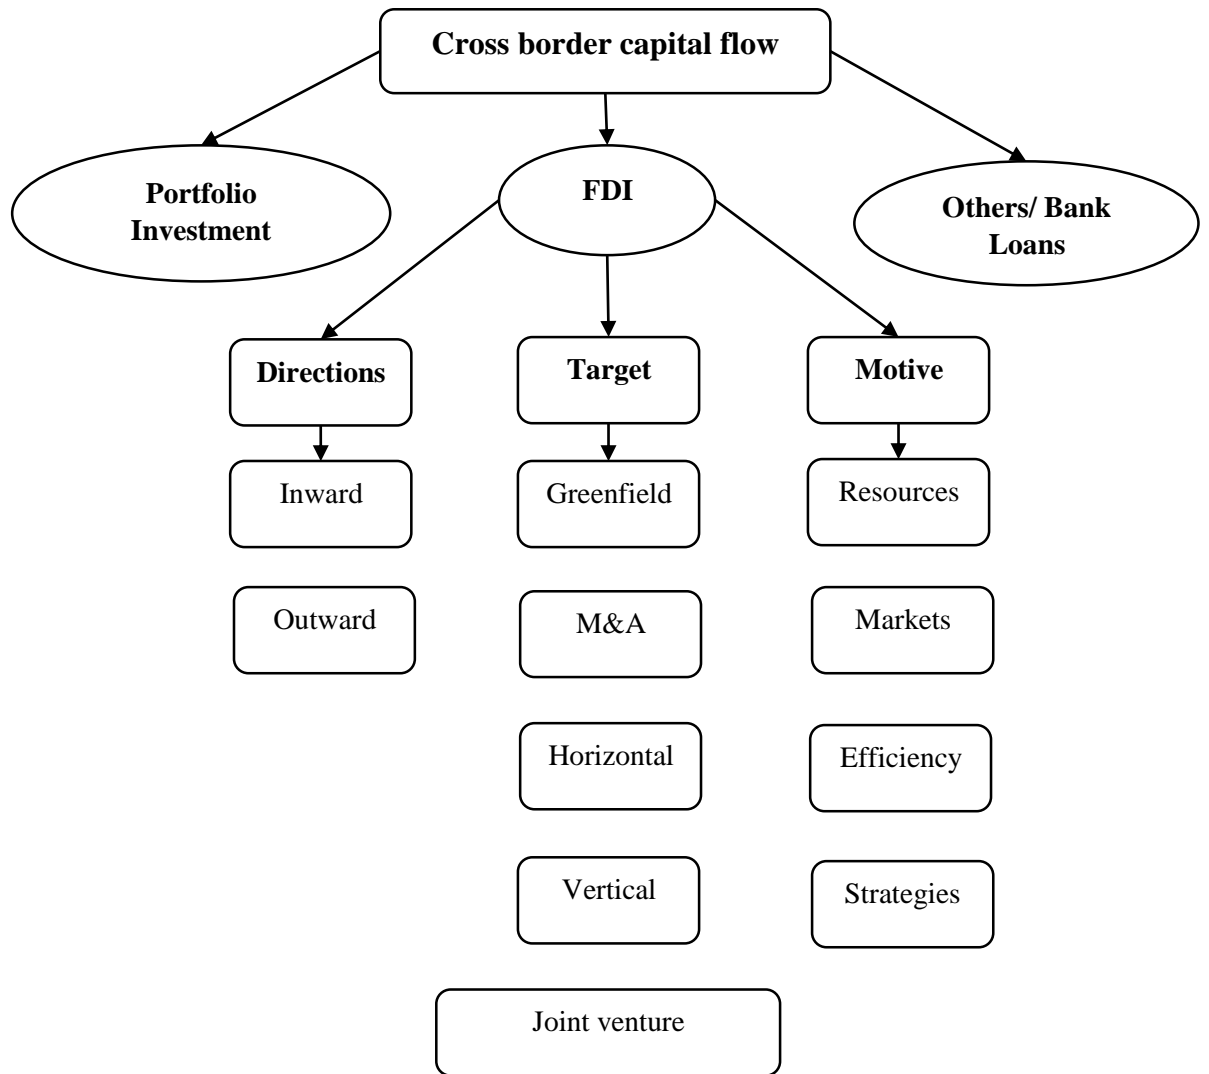 Cross border capital flow
Portfolio
Investment
FDI
Others/ Bank
Loans
Directions
Target
Motive
Inward
Greenfield
Resources
Outward
M&A
Markets
Horizontal
Efficiency
Vertical
Strategies
Joint venture